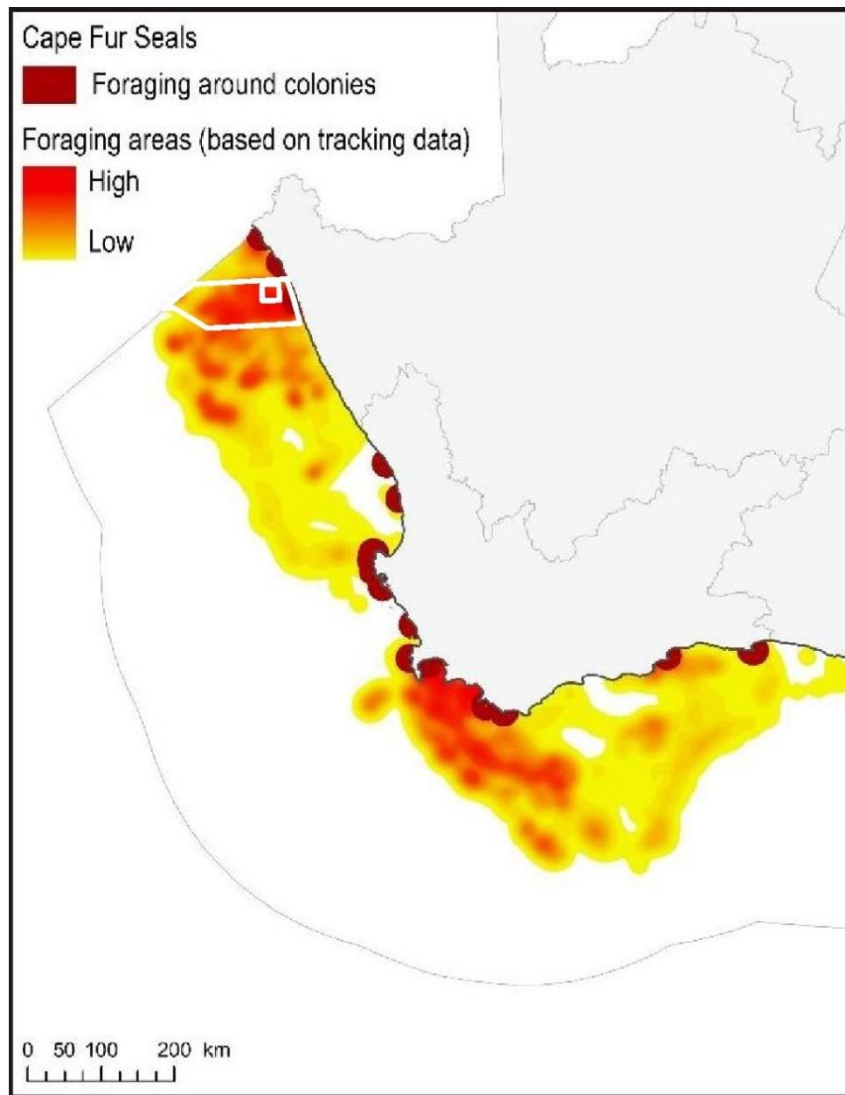 Cape Fur Seals
Foraging around colonies
Foraging areas (based on tracking data)
High
Low
0 50 100 200 km